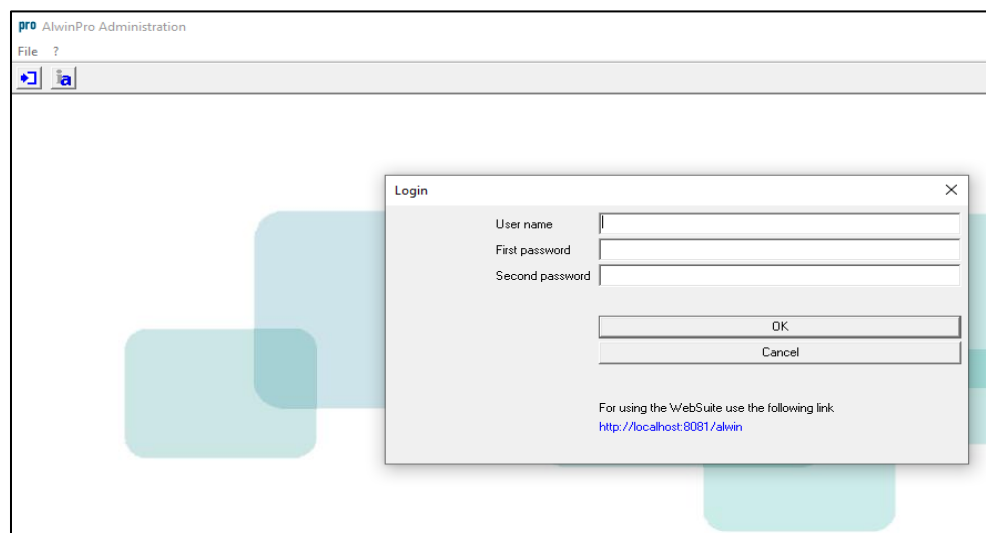 pro AlwinPro Administration
File ?
a
Login
User name
First password
Second password
OK
Cancel
For using the WebSuite use the following link
http://localhost:8081/alwin